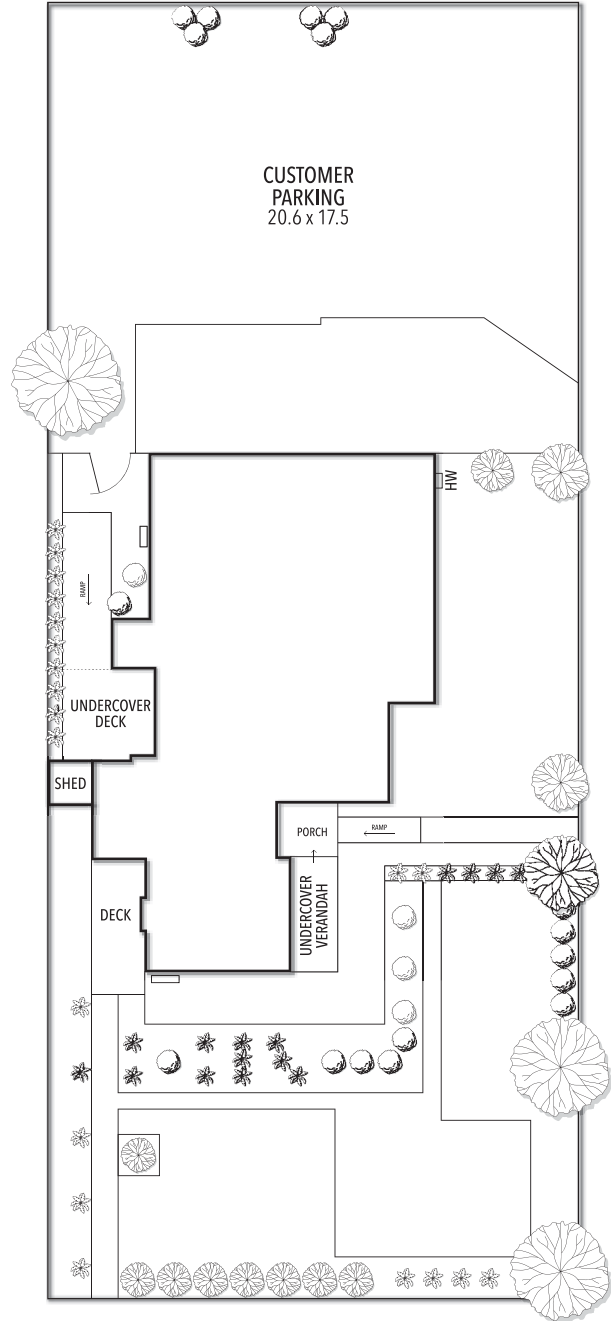 CUSTOMER
PARKING
20.6 x 17.5
HW
RAMP
UNDERCOVER
DECK
SHED
PORCH
RAMP
UNDERCOVER
VERANDAH
DECK